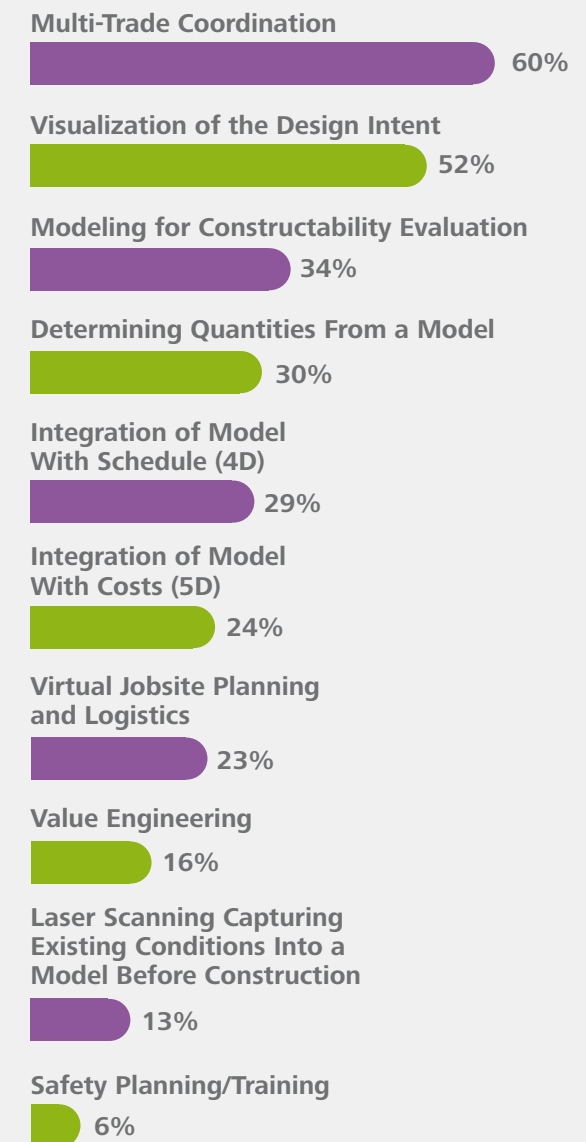 Multi-Trade Coordination
60%
Visualization of the Design Intent
52%
Modeling for Constructability Evaluation
34%
Determining Quantities From a Model
30%
Integration of Model
With Schedule (4D)
29%
Integration of Model
With Costs (5D)
24%
Virtual Jobsite Planning
and Logistics
23%
Value Engineering
16%
Laser Scanning Capturing
Existing Conditions Into a
Model Before Construction
13%
Safety Planning/Training
6%